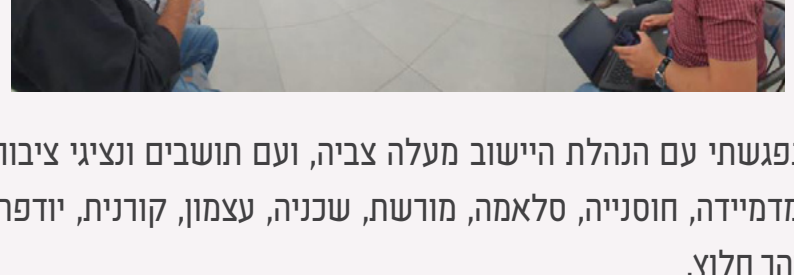 נפגשתי עם הנהלת היישוב מעלה צביה, ועם תושבים ונציגי ציבור
מדמיידה, חוסנייה, סלאמה, מורשת, שכניה, עצמון, קורנית, יודפת
הר חלוץ.